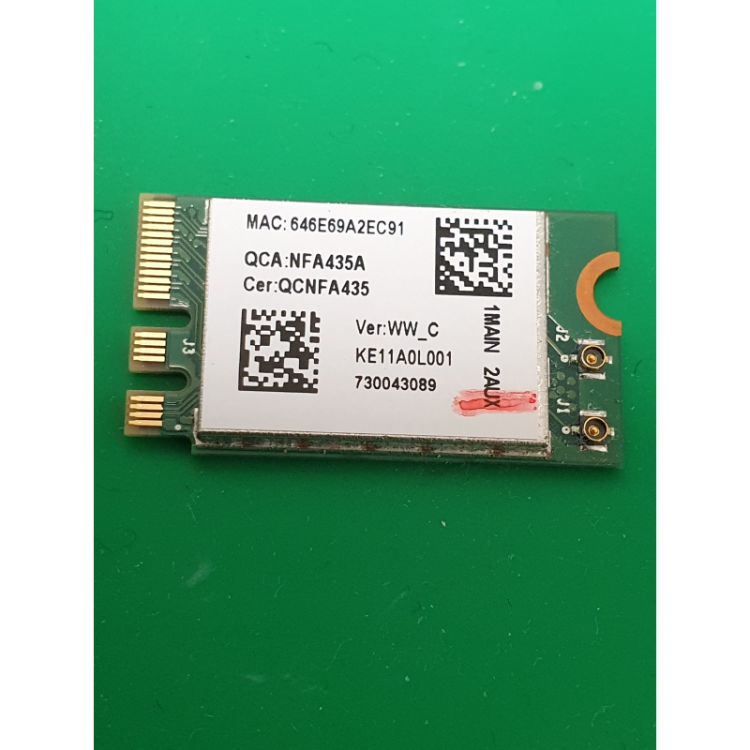 MAC: 646E69A2EC91
QCA:NFA435A
Cer:QCNFA435
Ver:WW_C
KE11A0L001
730043089
1MAIN 2AUX
J3
J2
J1